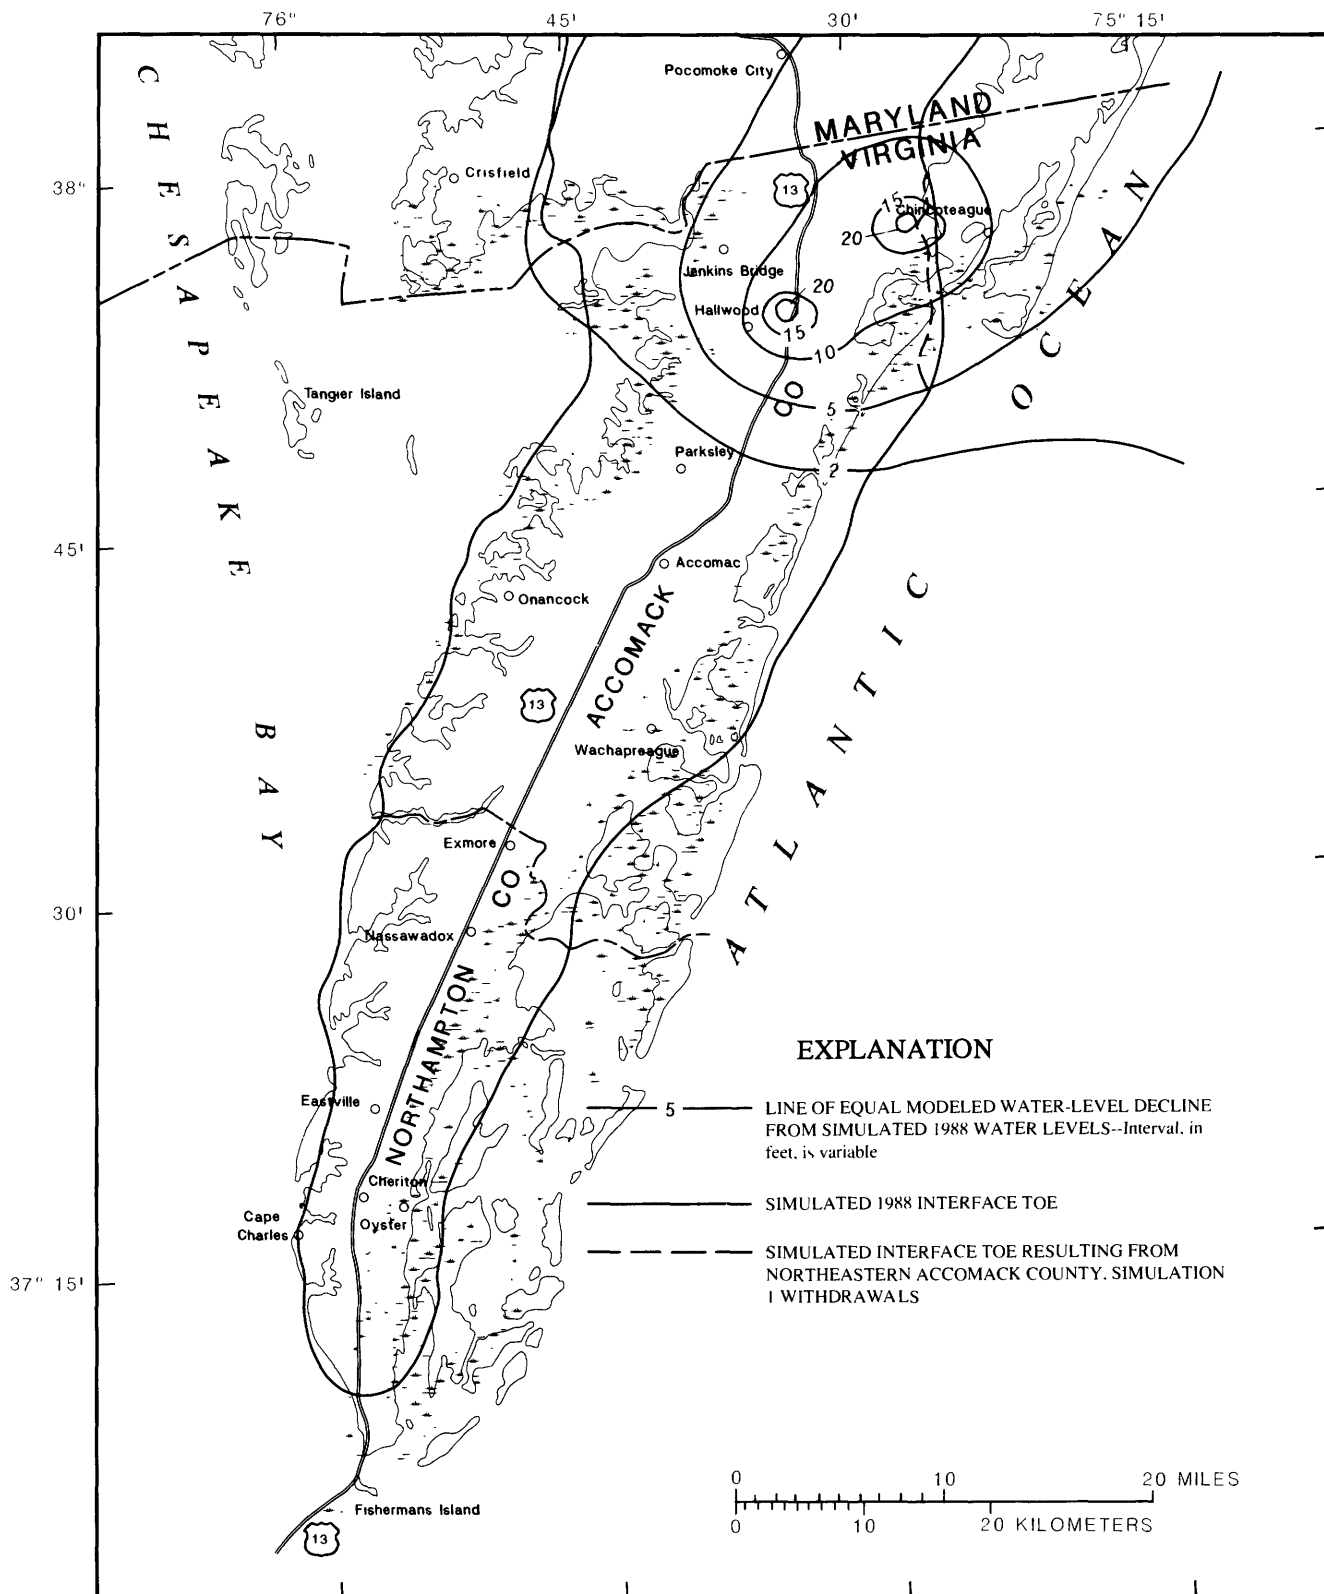 76" 45' 30' 75" 15'
Pocomoke City
MARYLAND
VIRGINIA
CHESAPEAKE BAY
38"
Crisfield
13
15
Chincoteague
20
Jenkins Bridge
20
Hallwood
15
10
ATLANTIC OCEAN
Tangier Island
5
Parksley
2
45'
Accomac
Onancock
ACCOMACK
13
Wachapreague
Exmore
CO
30'
Nassawadox
NORTHAMPTON
EXPLANATION
Eastville
5 LINE OF EQUAL MODELED WATER-LEVEL DECLINE
FROM SIMULATED 1988 WATER LEVELS--Interval, in
feet, is variable
Cheriton
SIMULATED 1988 INTERFACE TOE
Cape
Charles
Oyster
SIMULATED INTERFACE TOE RESULTING FROM
NORTHEASTERN ACCOMACK COUNTY, SIMULATION
1 WITHDRAWALS
37" 15'
0 10 20 MILES
0 10 20 KILOMETERS
Fishermans Island
13